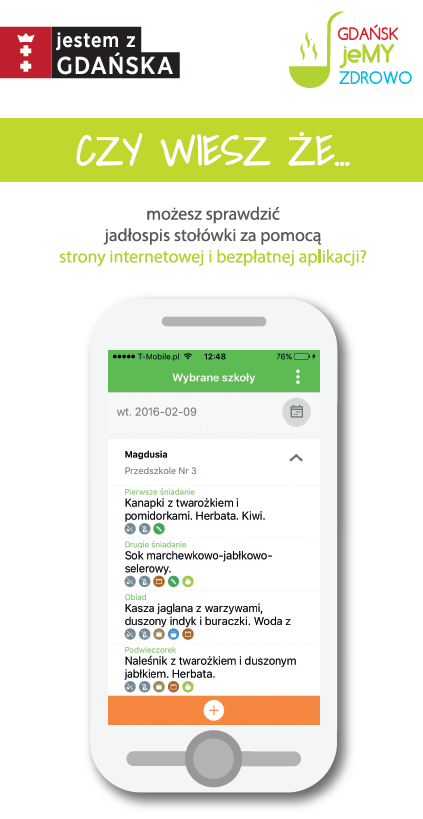 jestem z
GDAŃSKA
GDAŃSK
jeMY
ZDROWO
CZY WIESZ ŻE...
możesz sprawdzić
jadłospis stołówki za pomocą
strony internetowej i bezpłatnej aplikacji?
T-Mobile.pl 12:48 76%
Wybrane szkoły
wt. 2016-02-09
Magdusia
Przedszkole Nr 3
Pierwsze śniadanie
Kanapki z twarożkiem i
pomidorkami. Herbata. Kiwi.
Drugie śniadanie
Sok marchewkowo-jabłkowo-
selerowy.
Obiad
Kasza jaglana z warzywami,
duszony indyk i buraczki. Woda z
Podwieczorek
Naleśnik z twarożkiem i duszonym
jabłkiem. Herbata.